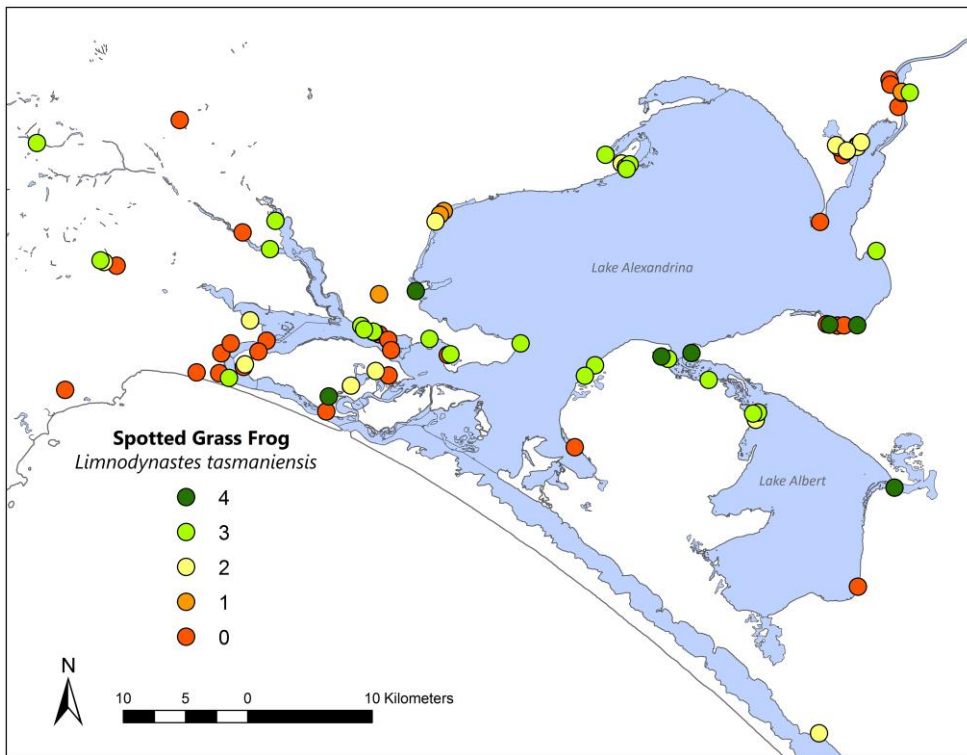 Lake Alexandrina
Lake Albert
Spotted Grass Frog
Limnodynastes tasmaniensis
4
3
2
1
0
N
10 5 0 10 Kilometers